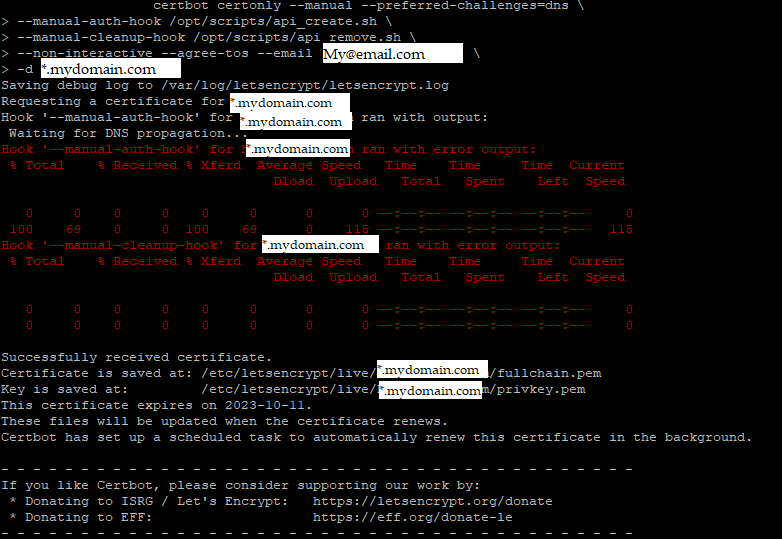 certbot certonly --manual --preferred-challenges=dns \
> --manual-auth-hook /opt/scripts/api_create.sh \
> --manual-cleanup-hook /opt/scripts/api_remove.sh \
> --non-interactive --agree-tos --email My@email.com \
> -d *.mydomain.com
Saving debug log to /var/log/letsencrypt/letsencrypt.log
Requesting a certificate for *.mydomain.com
Hook '--manual-auth-hook' for *.mydomain.com ran with output:
Waiting for DNS propagation...
Hook '--manual-auth-hook' for *.mydomain.com ran with error output:
% Total % Received % Xferd Average Speed Time Time Time Current
Dload Upload Total Spent Left Speed
0 0 0 0 0 0 0 0 --:--:-- --:--:-- --:--:-- 0
100 69 0 0 100 69 0 115 --:--:-- --:--:-- --:--:-- 115
Hook '--manual-cleanup-hook' for *.mydomain.com ran with error output:
% Total % Received % Xferd Average Speed Time Time Time Current
Dload Upload Total Spent Left Speed
0 0 0 0 0 0 0 0 --:--:-- --:--:-- --:--:-- 0
0 0 0 0 0 0 0 0 --:--:-- --:--:-- --:--:-- 0
Successfully received certificate.
Certificate is saved at: /etc/letsencrypt/live/*.mydomain.com/fullchain.pem
Key is saved at: /etc/letsencrypt/live/*.mydomain.com/privkey.pem
This certificate expires on 2023-10-11.
These files will be updated when the certificate renews.
Certbot has set up a scheduled task to automatically renew this certificate in the background.
- - - - - - - - - - - - - - - - - - - - - - - - - - - - - - - - - - - - - - - -
If you like Certbot, please consider supporting our work by:
* Donating to ISRG / Let's Encrypt: https://letsencrypt.org/donate
* Donating to EFF: https://eff.org/donate-le
- - - - - - - - - - - - - - - - - - - - - - - - - - - - - - - - - - - - - - - -